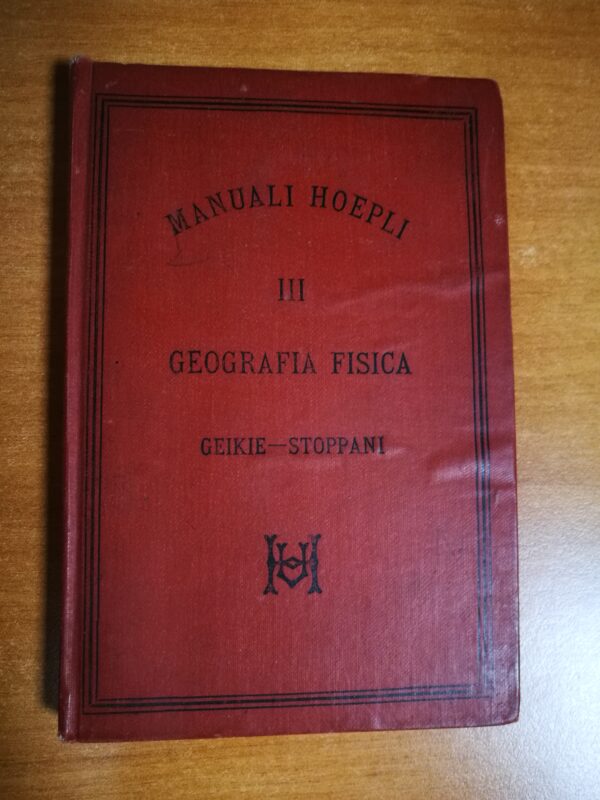 MANUALI HOEPLI
III
GEOGRAFIA FISICA
GEIKIE—STOPPANI